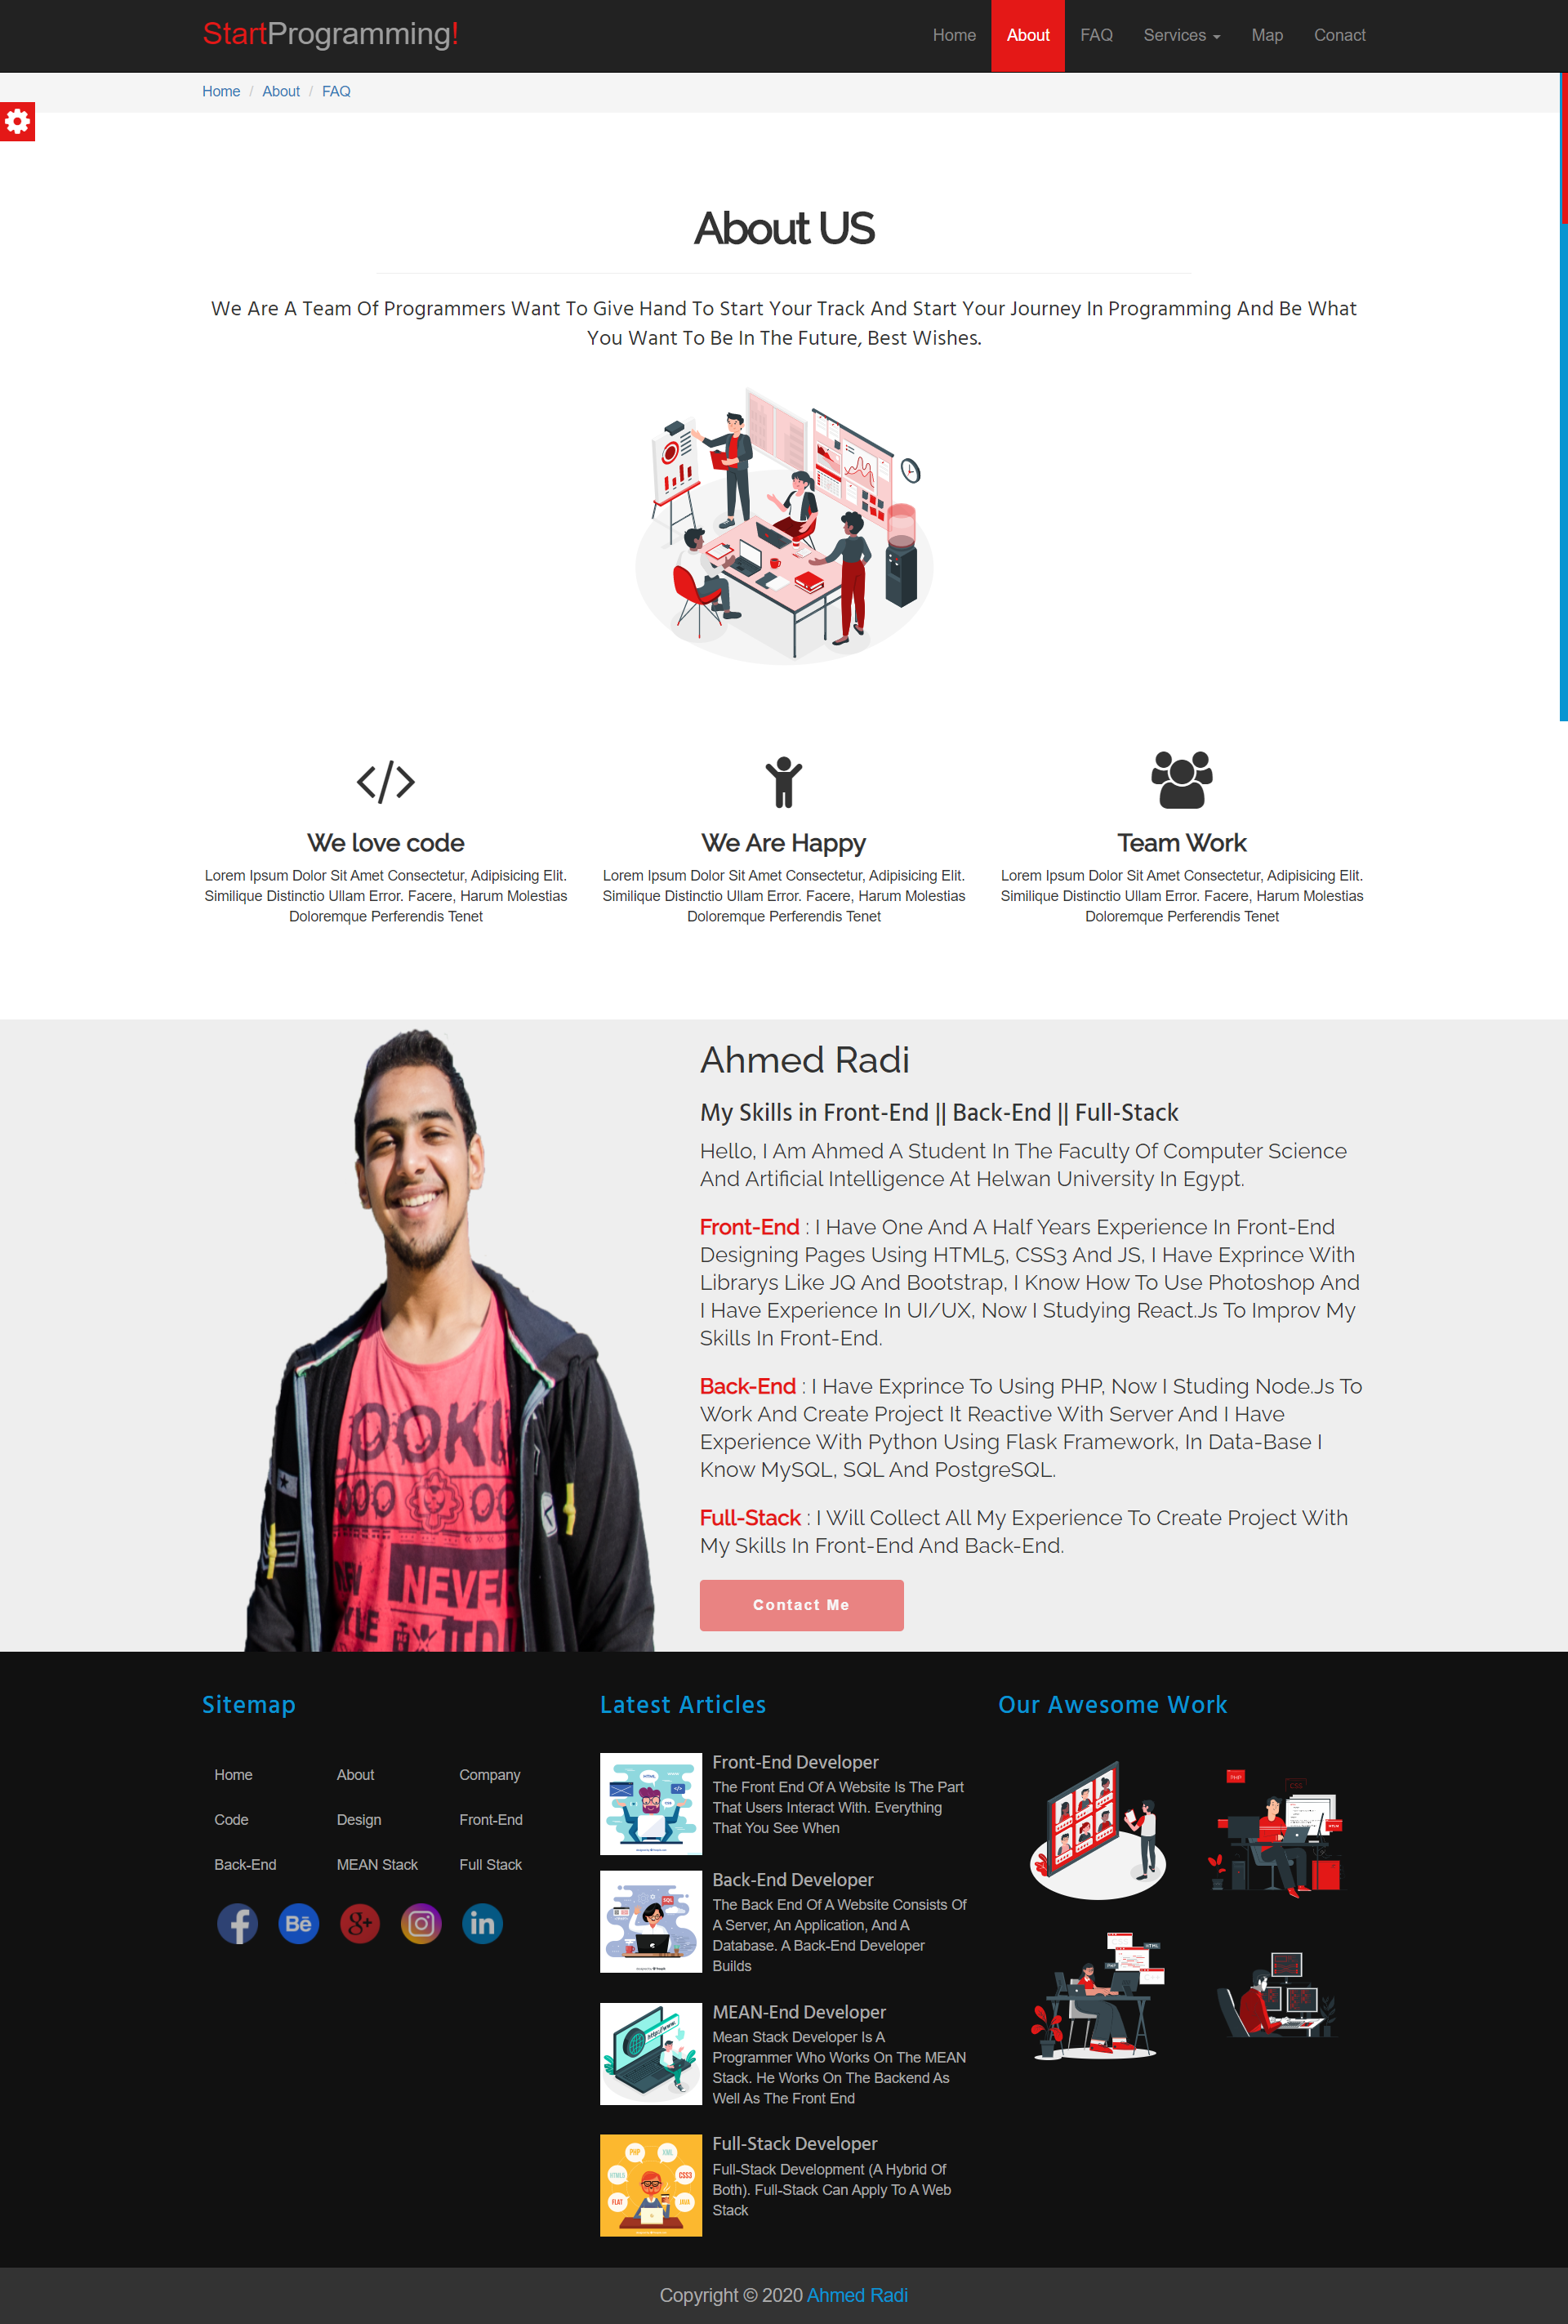 StartProgramming!
Home About FAQ Services Map Conact
Home / About / FAQ
About US
We Are A Team Of Programmers Want To Give Hand To Start Your Track And Start Your Journey In Programming And Be What
You Want To Be In The Future, Best Wishes.
We love code
Lorem Ipsum Dolor Sit Amet Consectetur, Adipisicing Elit.
Similique Distinctio Ullam Error. Facere, Harum Molestias
Doloremque Perferendis Tenet
We Are Happy
Lorem Ipsum Dolor Sit Amet Consectetur, Adipisicing Elit.
Similique Distinctio Ullam Error. Facere, Harum Molestias
Doloremque Perferendis Tenet
Team Work
Lorem Ipsum Dolor Sit Amet Consectetur, Adipisicing Elit.
Similique Distinctio Ullam Error. Facere, Harum Molestias
Doloremque Perferendis Tenet
NEVE
Ahmed Radi
My Skills in Front-End || Back-End || Full-Stack
Hello, I Am Ahmed A Student In The Faculty Of Computer Science
And Artificial Intelligence At Helwan University In Egypt.
Front-End : I Have One And A Half Years Experience In Front-End
Designing Pages Using HTML5, CSS3 And JS, I Have Exprince With
Librarys Like JQ And Bootstrap, I Know How To Use Photoshop And
I Have Experience In UI/UX, Now I Studying React.Js To Improv My
Skills In Front-End.
Back-End : I Have Exprince To Using PHP, Now I Studing Node.Js To
Work And Create Project It Reactive With Server And I Have
Experience With Python Using Flask Framework, In Data-Base I
Know MySQL, SQL And PostgreSQL.
Full-Stack : I Will Collect All My Experience To Create Project With
My Skills In Front-End And Back-End.
Contact Me
Sitemap
Home About Company
Code Design Front-End
Back-End MEAN Stack Full Stack
f Bē g+ in
Latest Articles
Front-End Developer
The Front End Of A Website Is The Part
That Users Interact With. Everything
That You See When
Back-End Developer
The Back End Of A Website Consists Of
A Server, An Application, And A
Database. A Back-End Developer
Builds
SQL
MEAN-End Developer
Mean Stack Developer Is A
Programmer Who Works On The MEAN
Stack. He Works On The Backend As
Well As The Front End
http://www.
Full-Stack Developer
Full-Stack Development (A Hybrid Of
Both). Full-Stack Can Apply To A Web
Stack
PHP XML
HTML5 CSS3
FLAT JAVA
Our Awesome Work
PHP
CSS
HTML
HTML
PHP
Copyright © 2020 Ahmed Radi